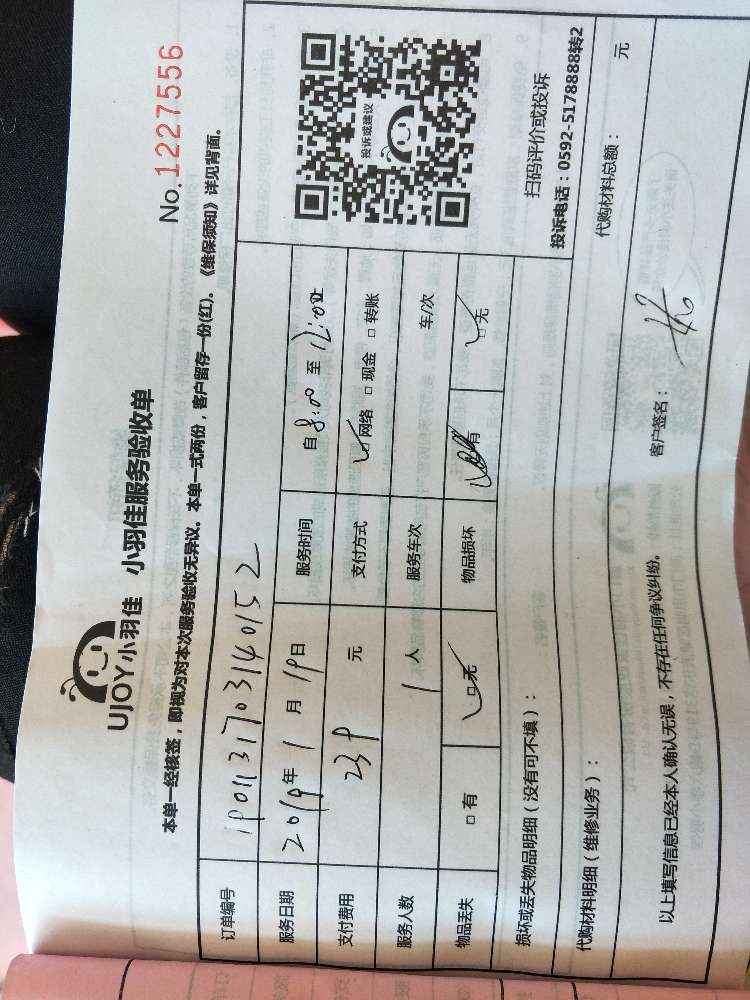 UJOY小羽佳 小羽佳服务验收单
No.1227556
本单一经核签，即视为对本次服务验收无异议。本单一式两份，客户留存一份(红)。《维保须知》详见背面。
订单编号
服务日期 2019年 1 月 19日 服务时间 自 8:00 至 12:00
支付费用 239 元 支付方式 ☑网络 □现金 □转账
服务人数 1 人 服务车次 车/次
物品丢失 □有 ☑无 物品损坏 有 ☑无
投诉或建议
扫码评价或投诉
投诉电话：0592-5178888转2
损坏或丢失物品明细（没有可不填）：
代购材料明细（维修业务）： 代购材料总额： 元
以上填写信息已经本人确认无误，不存在任何争议纠纷。 客户签名：